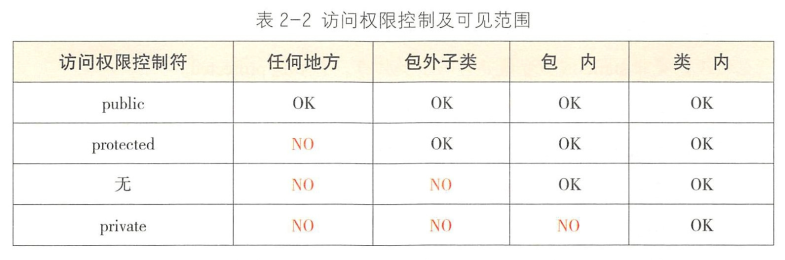 表 2-2 访问权限控制及可见范围
访问权限控制符 任何地方 包外子类 包 内 类 内
public OK OK OK OK
protected NO OK OK OK
无 NO NO OK OK
private NO NO NO OK